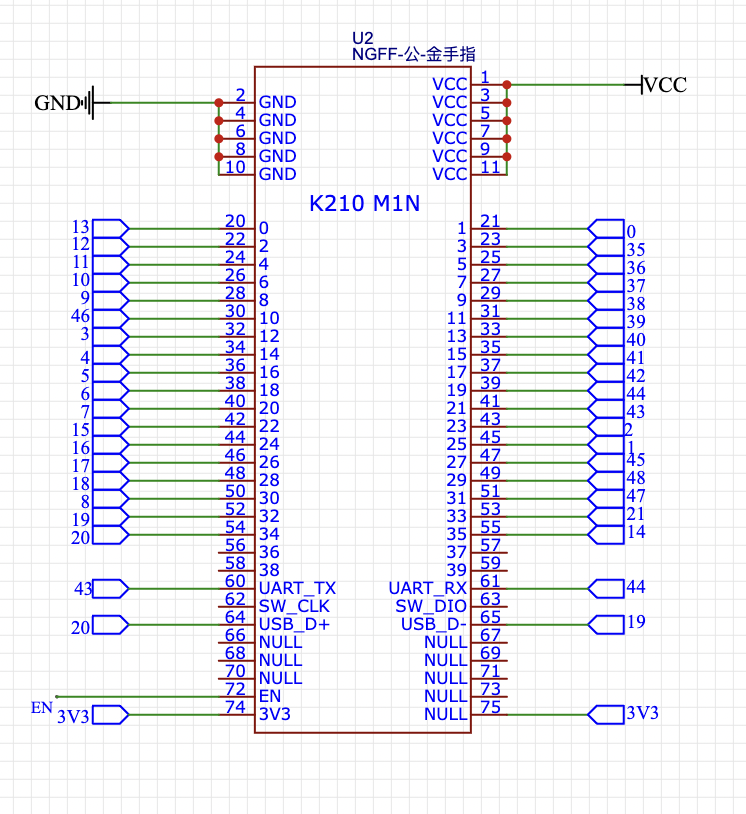 U2
NGFF-公-金手指
VCC 1 VCC
GND 2 GND VCC 3
4 GND VCC 5
6 GND VCC 7
8 GND VCC 9
10 GND VCC 11
K210 M1N
13 20 0 1 21 0
12 22 2 3 23 35
11 24 4 5 25 36
10 26 6 7 27 37
9 28 8 9 29 38
46 30 10 11 31 39
3 32 12 13 33 40
4 34 14 15 35 41
5 36 16 17 37 42
6 38 18 19 39 44
7 40 20 21 41 43
15 42 22 23 43 2
16 44 24 25 45 1
17 46 26 27 47 45
18 48 28 29 49 48
8 50 30 31 51 47
19 52 32 33 53 21
20 54 34 35 55 14
56 36 37 57
58 38 39 59
43 60 UART_TX UART_RX 61 44
62 SW_CLK SW_DIO 63
20 64 USB_D+ USB_D- 65 19
66 NULL NULL 67
68 NULL NULL 69
70 NULL NULL 71
EN 72 EN NULL 73
3V3 74 3V3 NULL 75 3V3